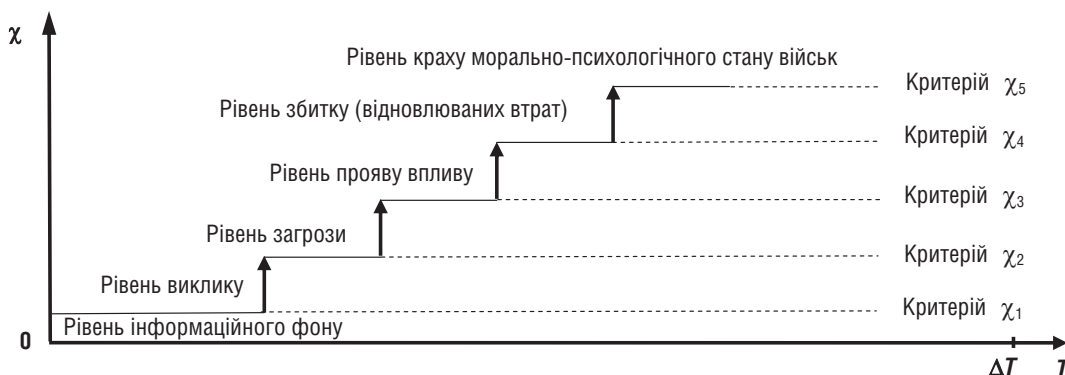 χ
Рівень краху морально-психологічного стану військ
Критерій χ5
Рівень збитку (відновлюваних втрат)
Критерій χ4
Рівень прояву впливу
Критерій χ3
Рівень загрози
Критерій χ2
Рівень виклику
Критерій χ1
Рівень інформаційного фону
0
ΔT
T